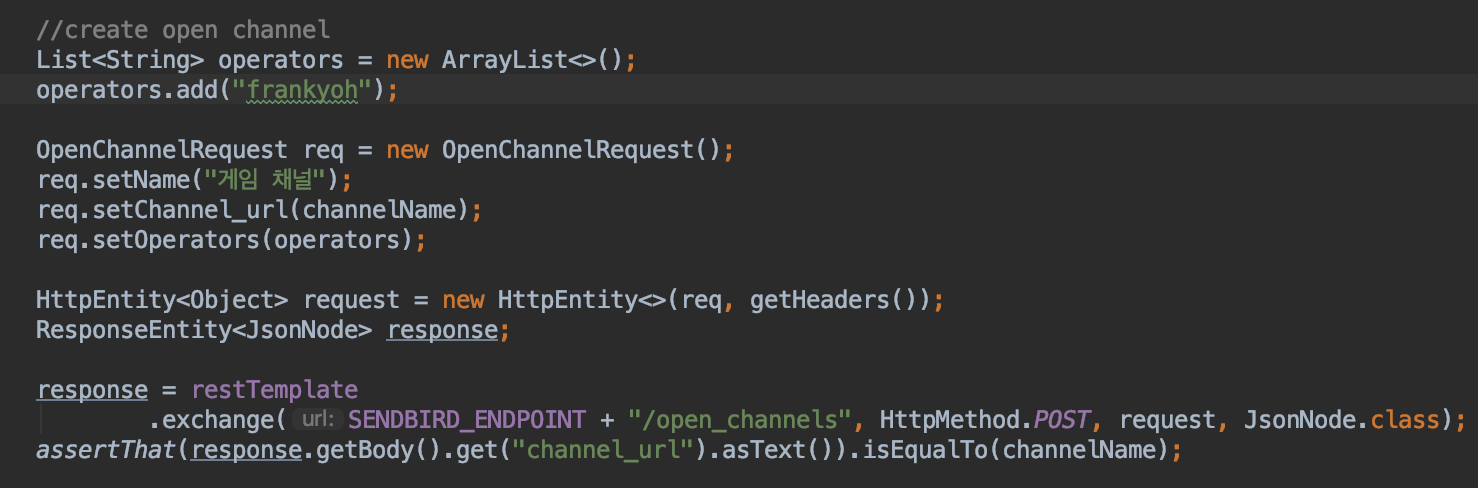 //create open channel
List<String> operators = new ArrayList<>();
operators.add("frankyoh");
OpenChannelRequest req = new OpenChannelRequest();
req.setName("게임 채널");
req.setChannel_url(channelName);
req.setOperators(operators);
HttpEntity<Object> request = new HttpEntity<>(req, getHeaders());
ResponseEntity<JsonNode> response;
response = restTemplate
.exchange( url: SENDBIRD_ENDPOINT + "/open_channels", HttpMethod.POST, request, JsonNode.class);
assertThat(response.getBody().get("channel_url").asText()).isEqualTo(channelName);